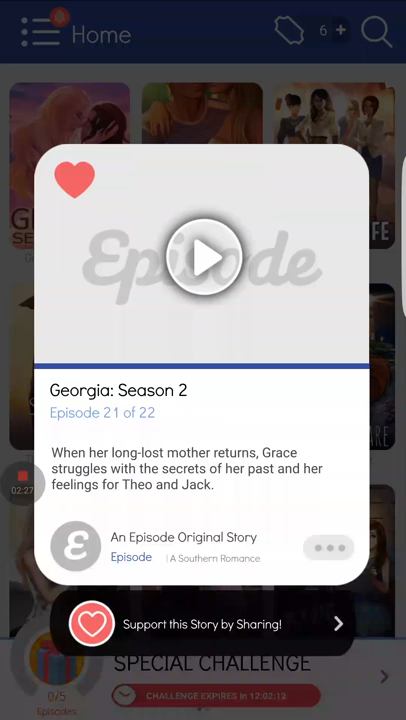 Home
6 +
FE
Episode
Georgia: Season 2
Episode 21 of 22
When her long-lost mother returns, Grace
struggles with the secrets of her past and her
feelings for Theo and Jack.
02:27
An Episode Original Story
Episode | A Southern Romance
Support this Story by Sharing!
SPECIAL CHALLENGE
0/5
Episodes
CHALLENGE EXPIRES in 12:02:12